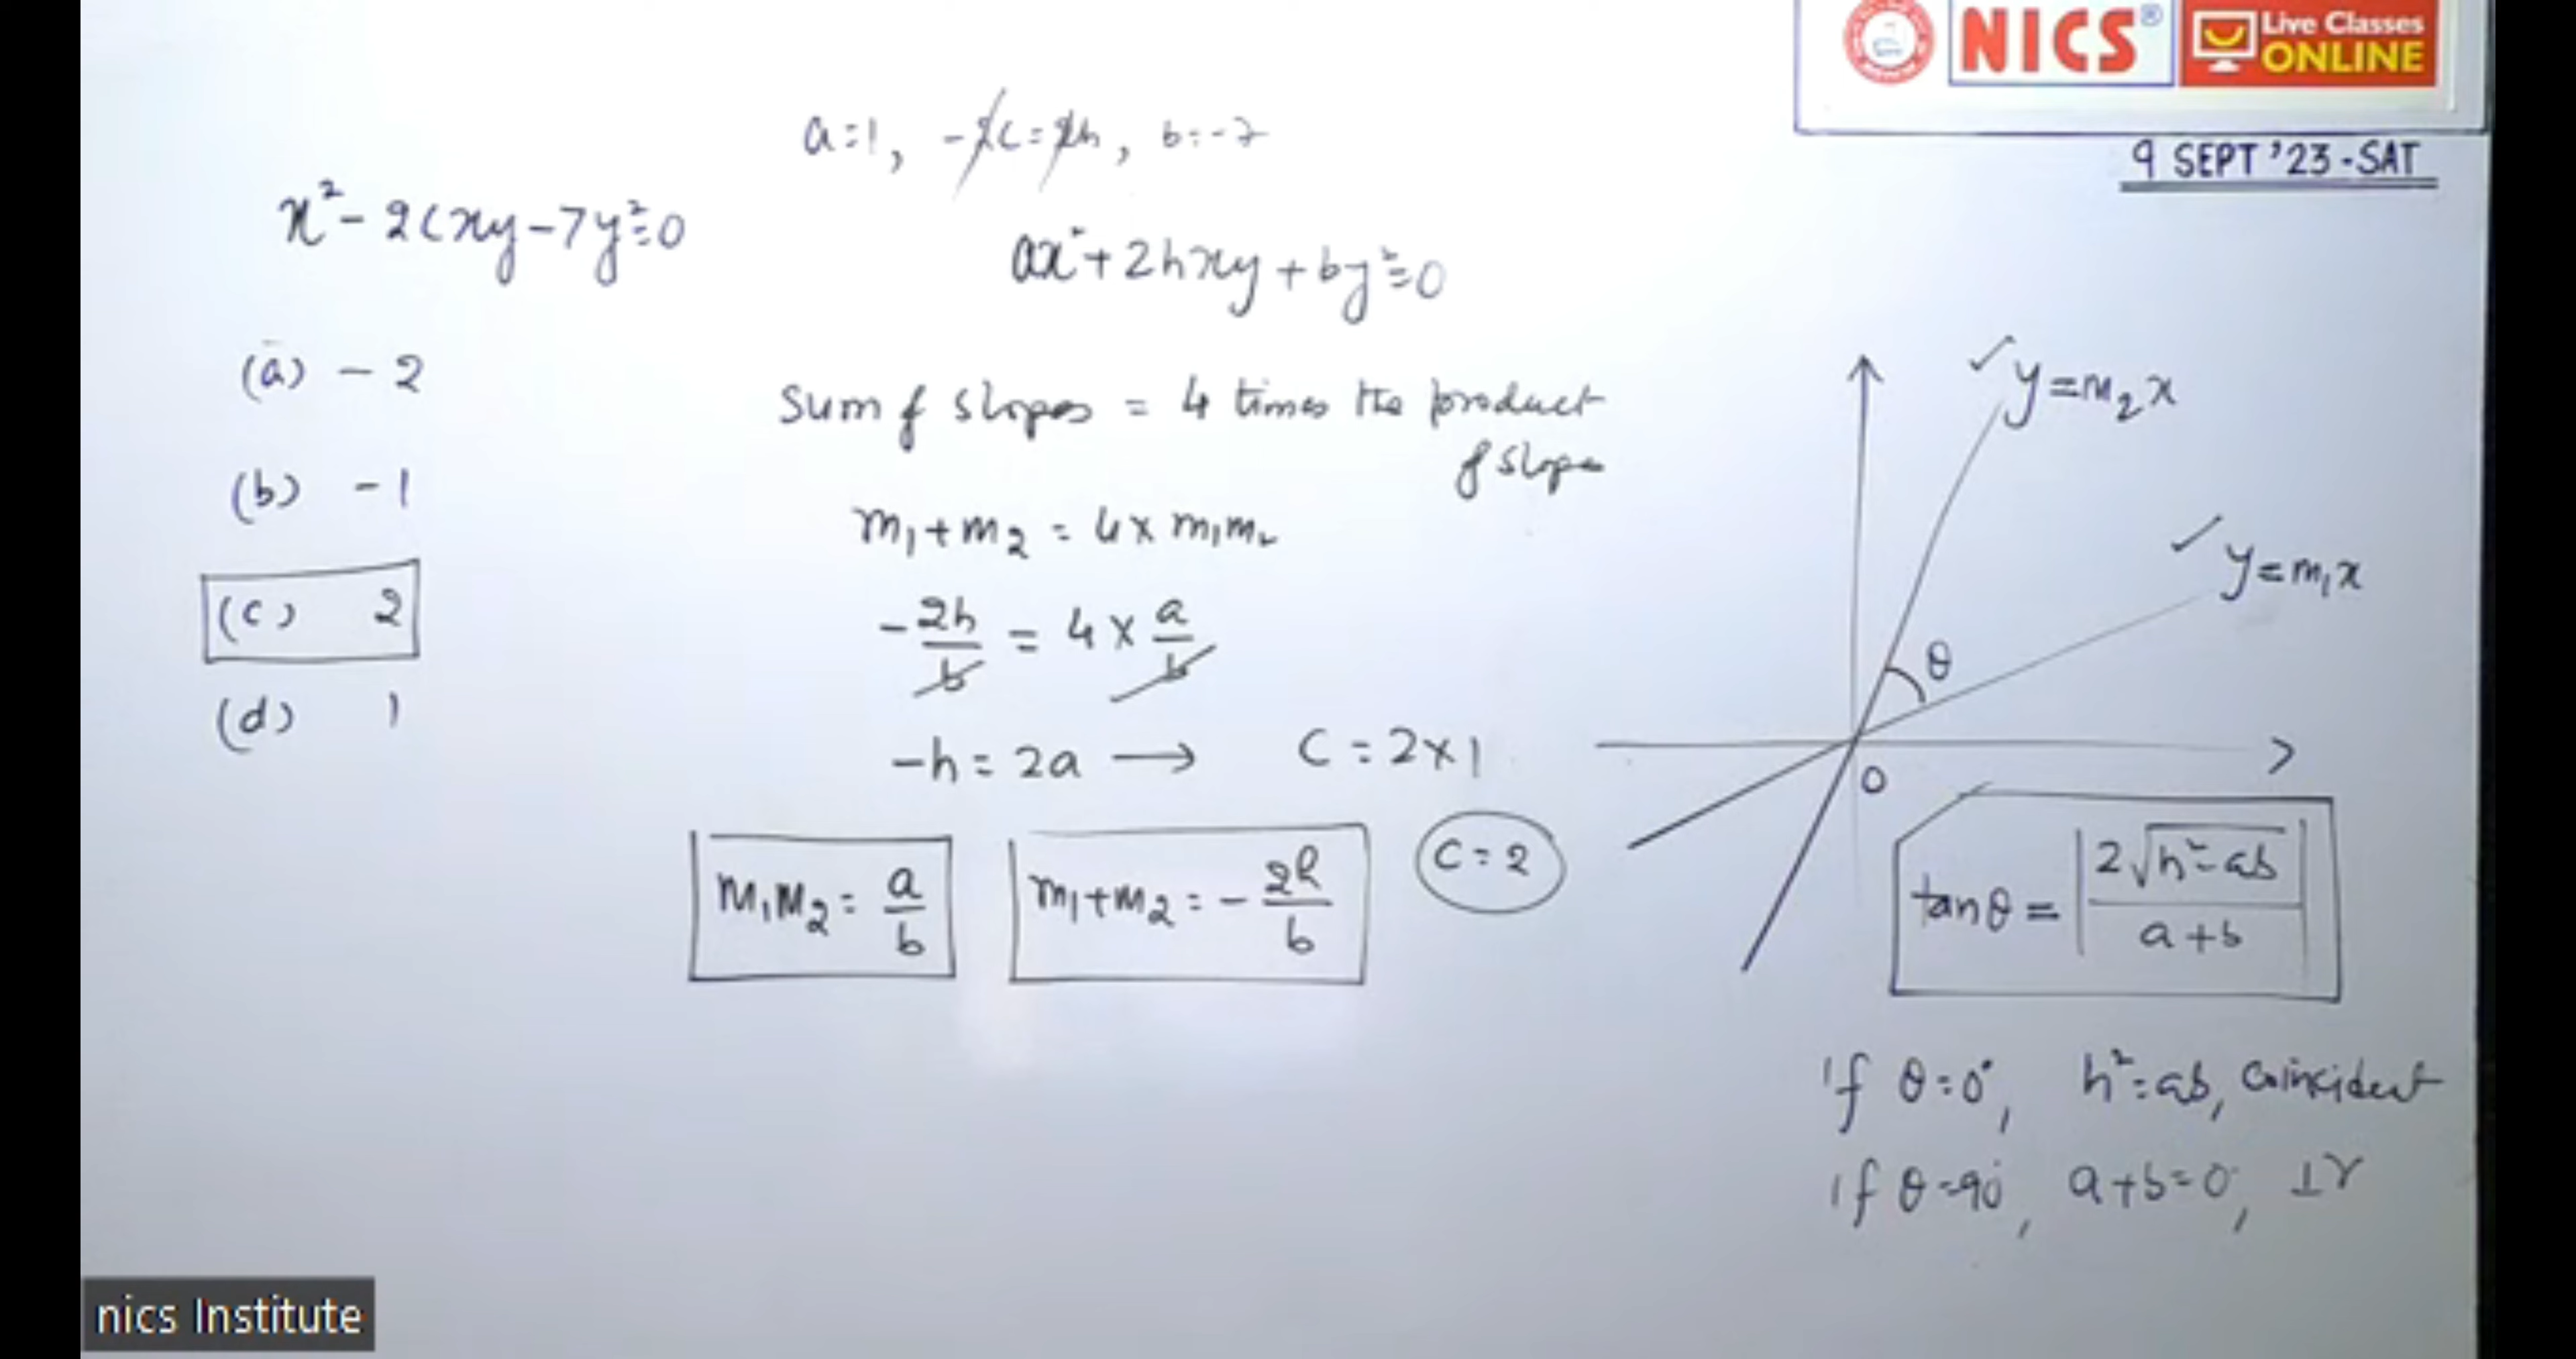 NICS® Live Classes
ONLINE
9 SEPT '23 - SAT
a=1, -2c=2h, b=-7
x²- 2cxy-7y²=0
ax²+2hxy+by²=0
(a) - 2
(b) -1
(c) 2
(d) 1
Sum of slopes = 4 times the product
of slopes
m₁+m₂ = 4x m₁m₂
-2h/b = 4 x a/b
-h = 2a → C = 2x1
m₁m₂ = a/b
m₁+m₂ = -2h/b
C = 2
y=m₂x
y=m₁x
θ
O
tanθ = |2√h²-ab/a+b|
if θ=0°, h²=ab, coincident
if θ=90°, a+b=0, ⊥r
nics Institute